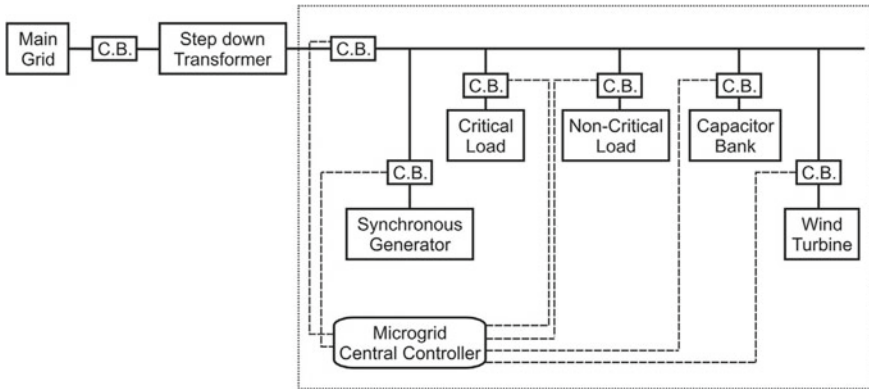 Main
Grid
C.B.
Step down
Transformer
C.B.
C.B.
Critical
Load
C.B.
Non-Critical
Load
C.B.
Capacitor
Bank
C.B.
Synchronous
Generator
C.B.
Wind
Turbine
Microgrid
Central Controller